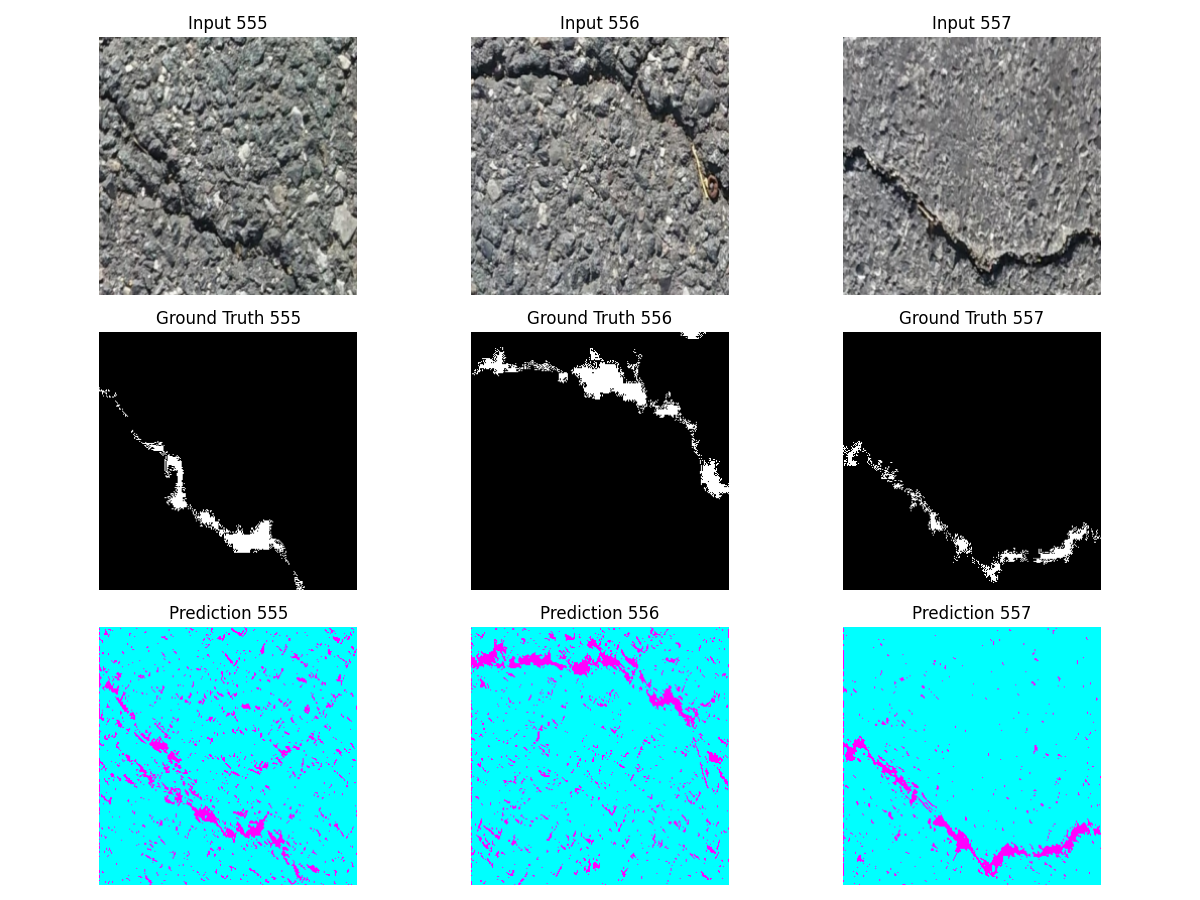 Input 555
Input 556
Input 557
Ground Truth 555
Ground Truth 556
Ground Truth 557
Prediction 555
Prediction 556
Prediction 557